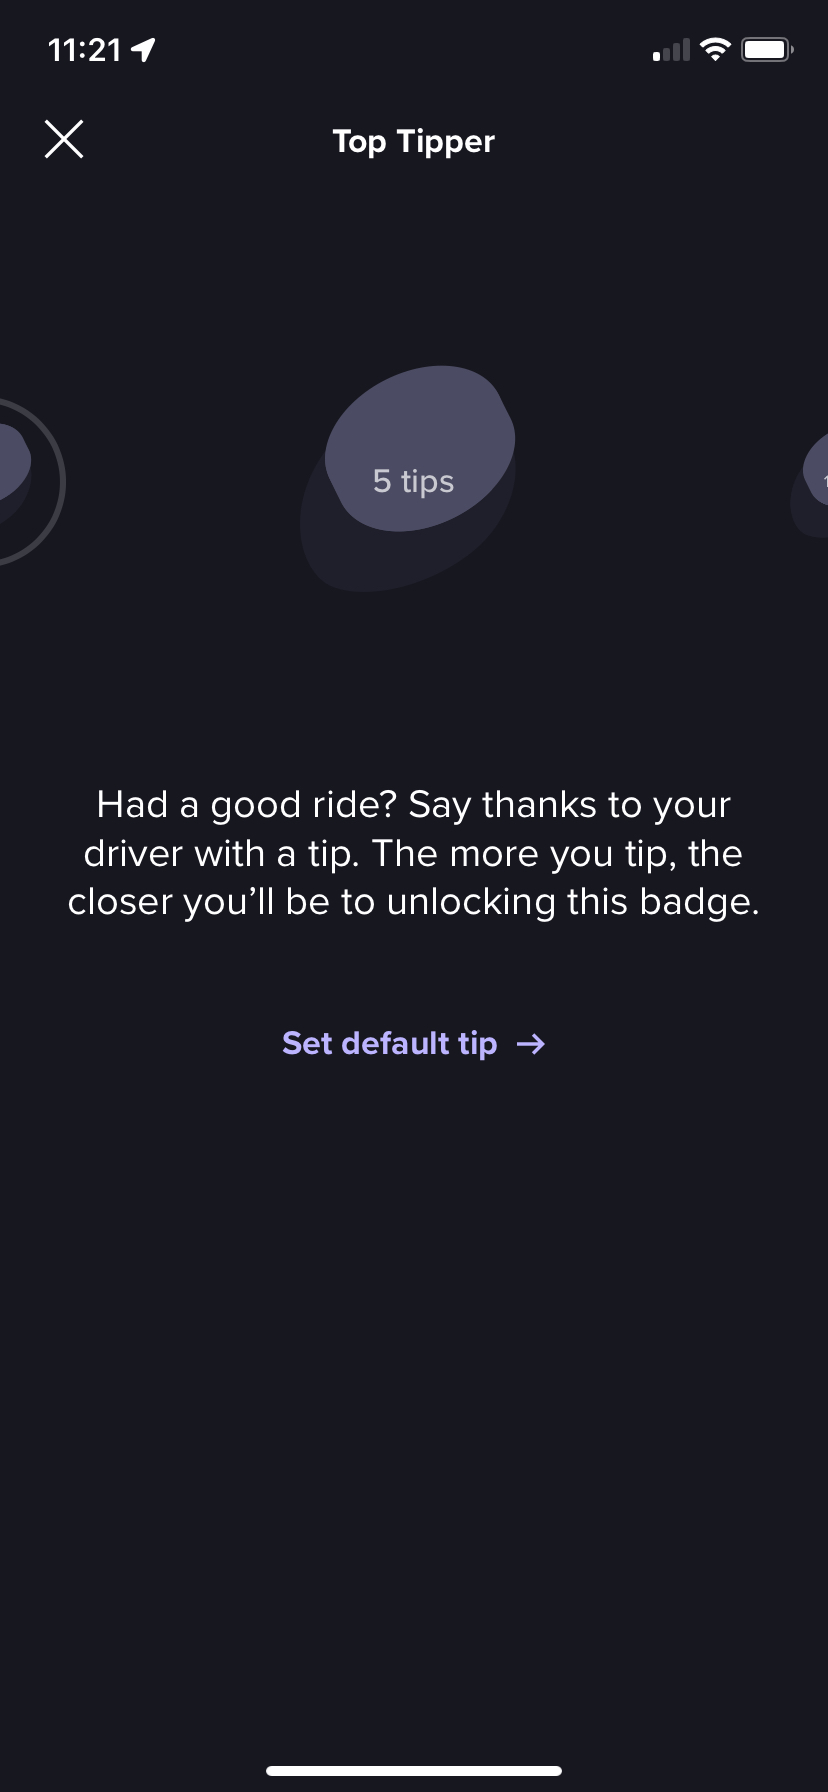 11:21
Top Tipper
5 tips
Had a good ride? Say thanks to your
driver with a tip. The more you tip, the
closer you’ll be to unlocking this badge.
Set default tip →